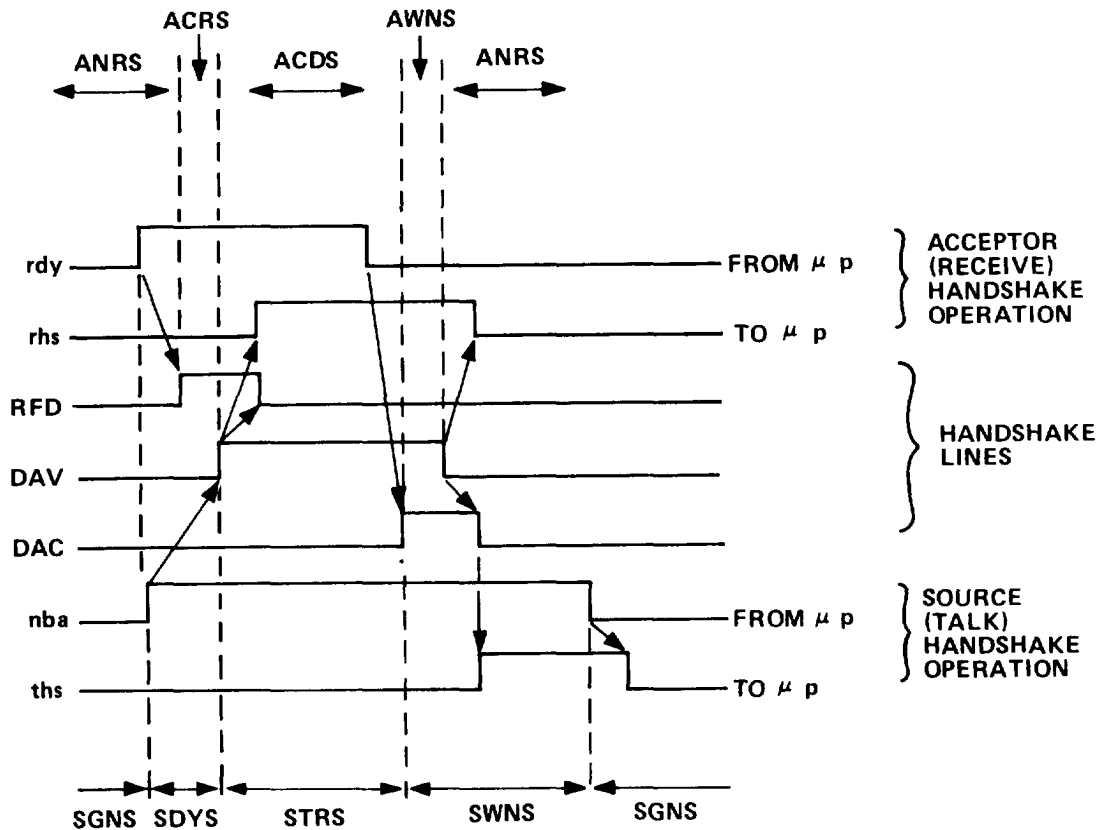 ACRS
AWNS
ANRS
ACDS
ANRS
rdy
FROM μ p
ACCEPTOR
(RECEIVE)
HANDSHAKE
OPERATION
rhs
TO μ p
RFD
HANDSHAKE
LINES
DAV
DAC
nba
FROM μ p
SOURCE
(TALK)
HANDSHAKE
OPERATION
ths
TO μ p
SGNS
SDYS
STRS
SWNS
SGNS